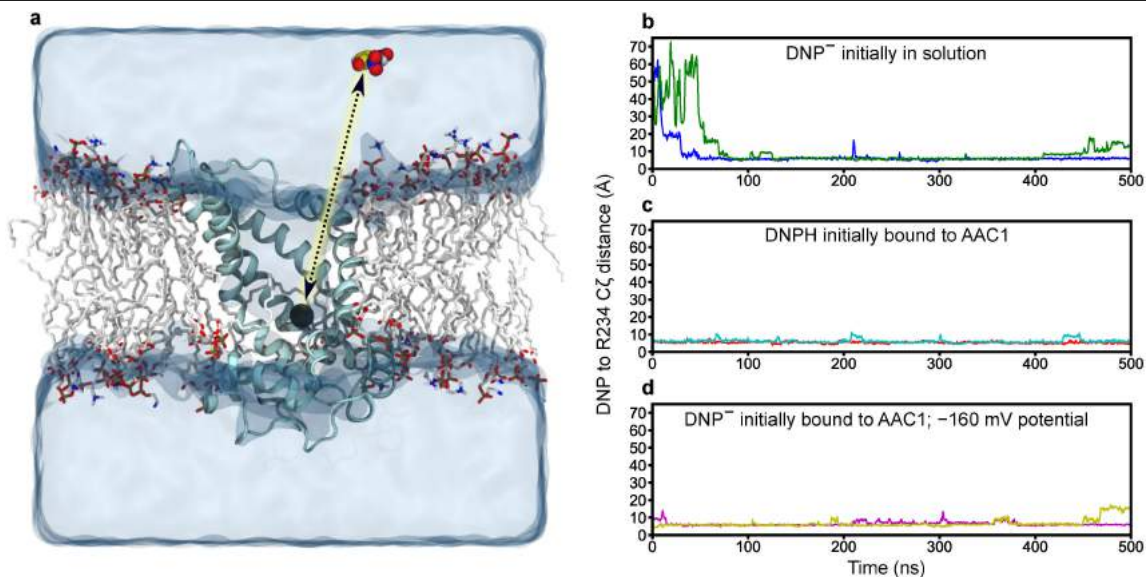 a
b
DNP to R234 Cζ distance (Å)
70
60
50
40
30
20
10
0
DNP⁻ initially in solution
0 100 200 300 400 500
c
70
60
50
40
30
20
10
0
DNPH initially bound to AAC1
0 100 200 300 400 500
d
70
60
50
40
30
20
10
0
DNP⁻ initially bound to AAC1; −160 mV potential
0 100 200 300 400 500
Time (ns)